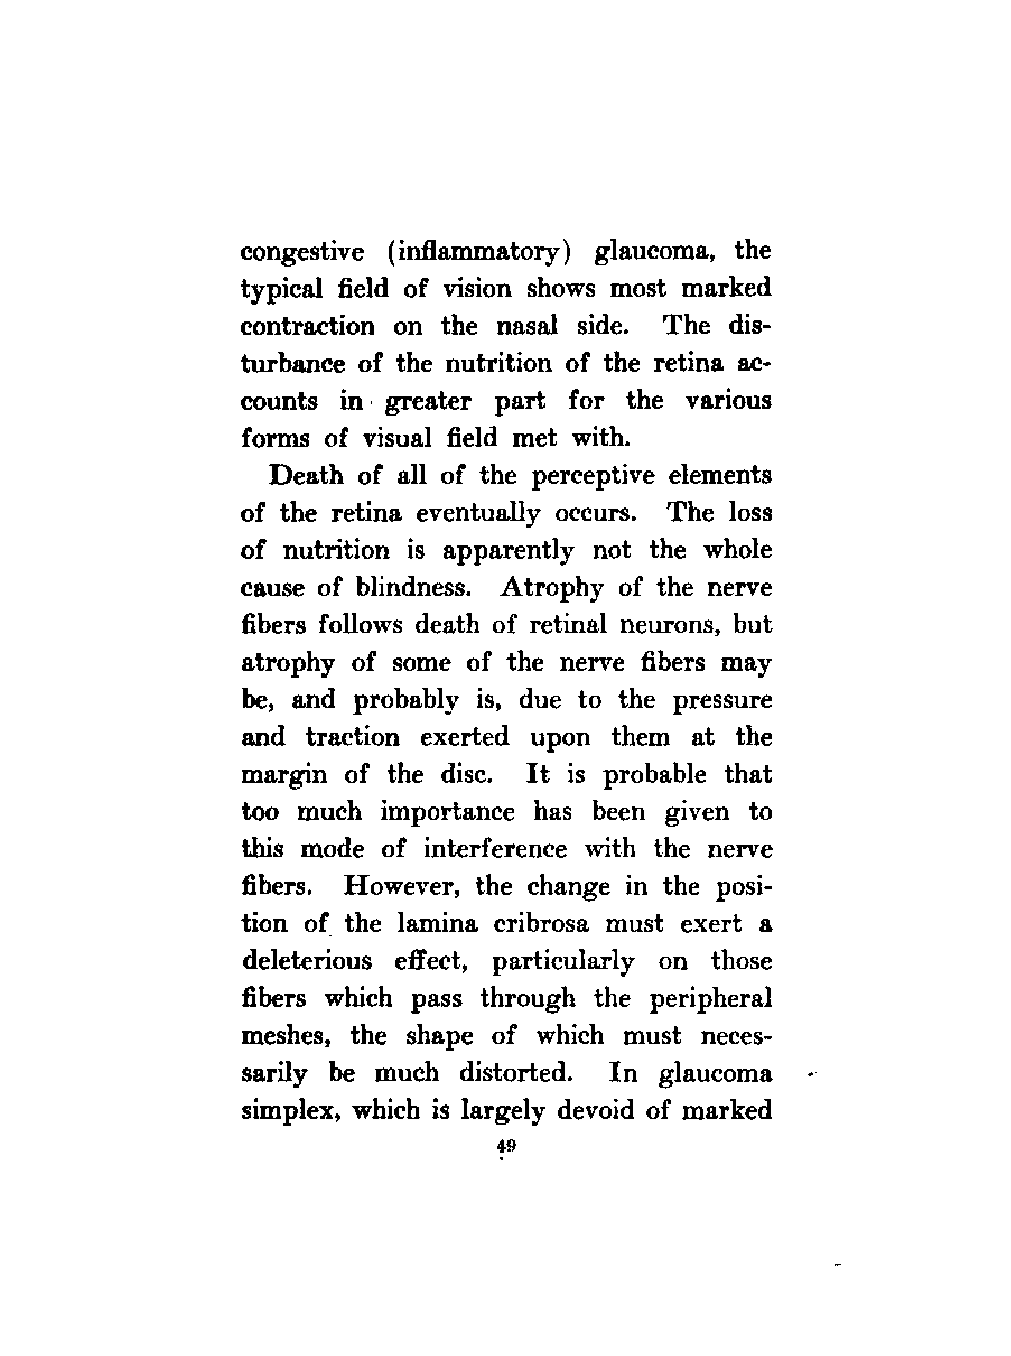 congestive (inflammatory) glaucoma, the
typical field of vision shows most marked
contraction on the nasal side. The dis-
turbance of the nutrition of the retina ac-
counts in greater part for the various
forms of visual field met with.
Death of all of the perceptive elements
of the retina eventually occurs. The loss
of nutrition is apparently not the whole
cause of blindness. Atrophy of the nerve
fibers follows death of retinal neurons, but
atrophy of some of the nerve fibers may
be, and probably is, due to the pressure
and traction exerted upon them at the
margin of the disc. It is probable that
too much importance has been given to
this mode of interference with the nerve
fibers. However, the change in the posi-
tion of the lamina cribrosa must exert a
deleterious effect, particularly on those
fibers which pass through the peripheral
meshes, the shape of which must neces-
sarily be much distorted. In glaucoma
simplex, which is largely devoid of marked
49